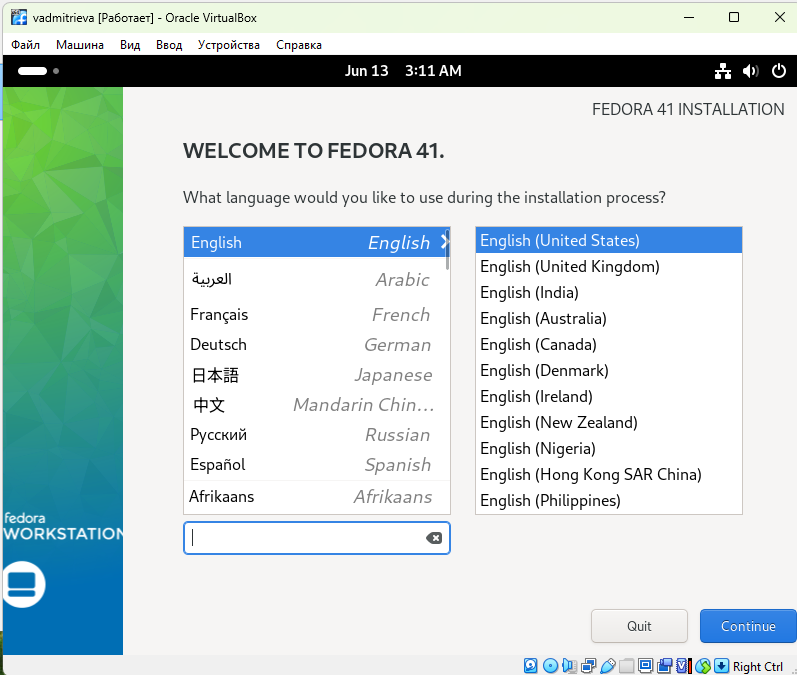 vadmitrieva [Работает] - Oracle VirtualBox
Файл Машина Вид Ввод Устройства Справка
Jun 13 3:11 AM
FEDORA 41 INSTALLATION
WELCOME TO FEDORA 41.
What language would you like to use during the installation process?
English English
العربية Arabic
Français French
Deutsch German
日本語 Japanese
中文 Mandarin Chin…
Русский Russian
Español Spanish
Afrikaans Afrikaans
English (United States)
English (United Kingdom)
English (India)
English (Australia)
English (Canada)
English (Denmark)
English (Ireland)
English (New Zealand)
English (Nigeria)
English (Hong Kong SAR China)
English (Philippines)
fedora
WORKSTATION
Quit Continue
Right Ctrl